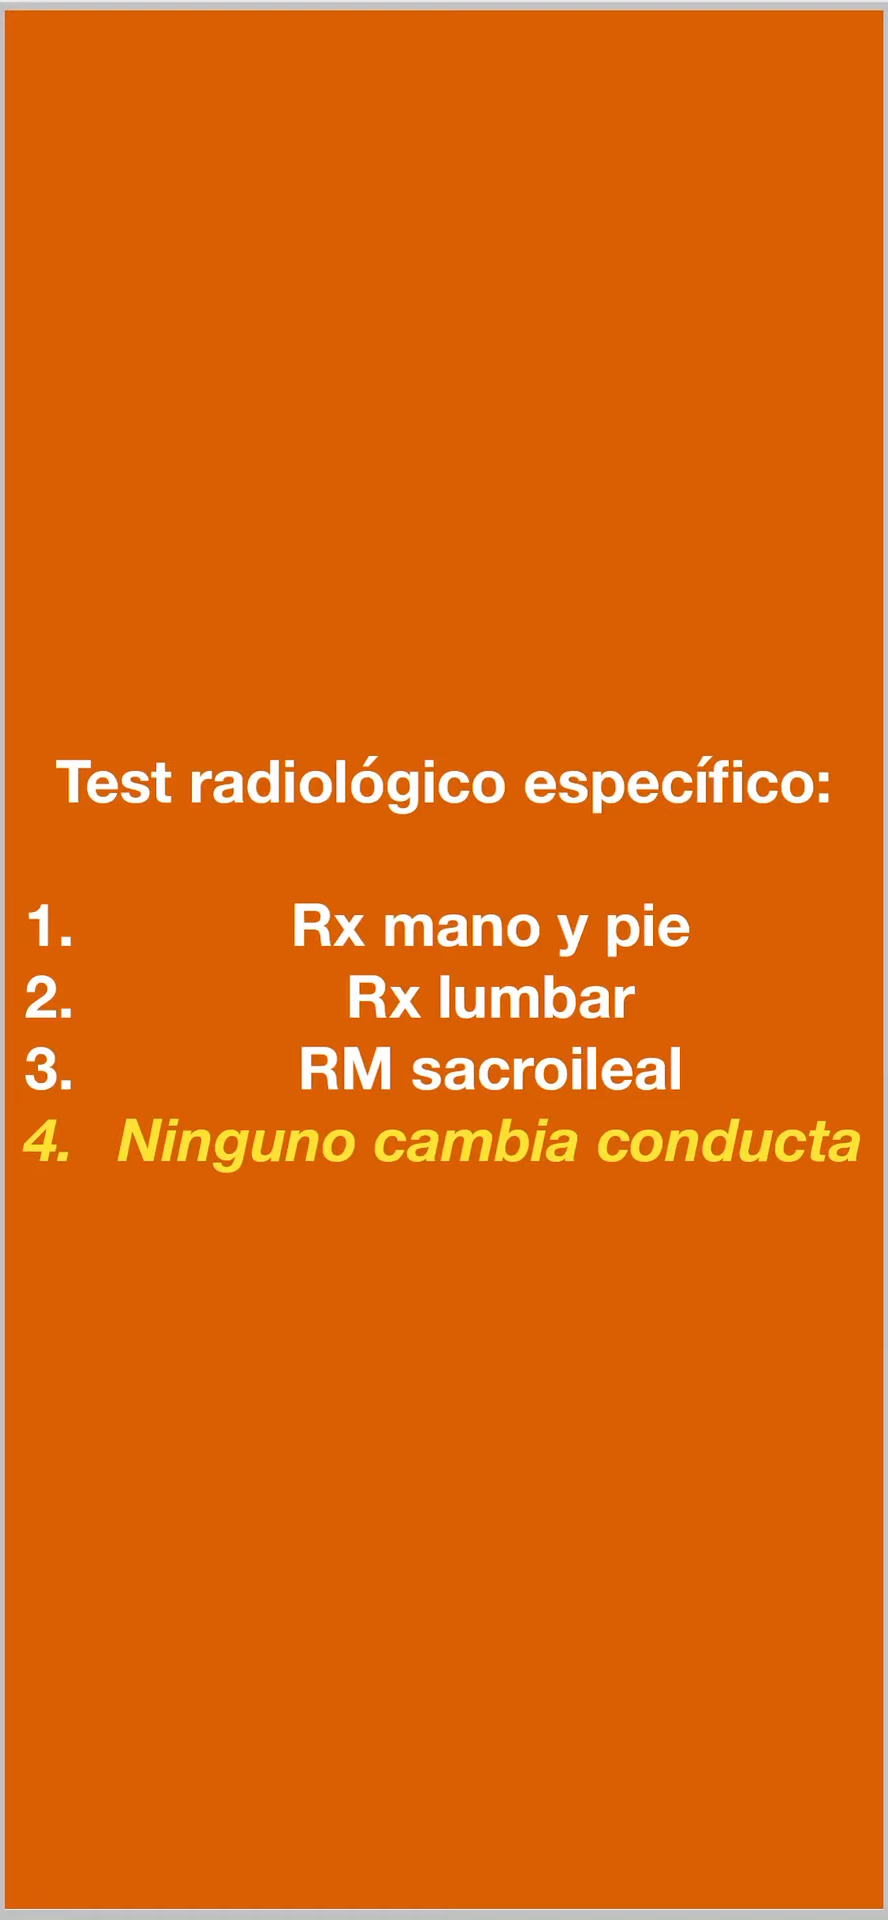 Test radiológico específico:
1. Rx mano y pie
2. Rx lumbar
3. RM sacroileal
4. Ninguno cambia conducta